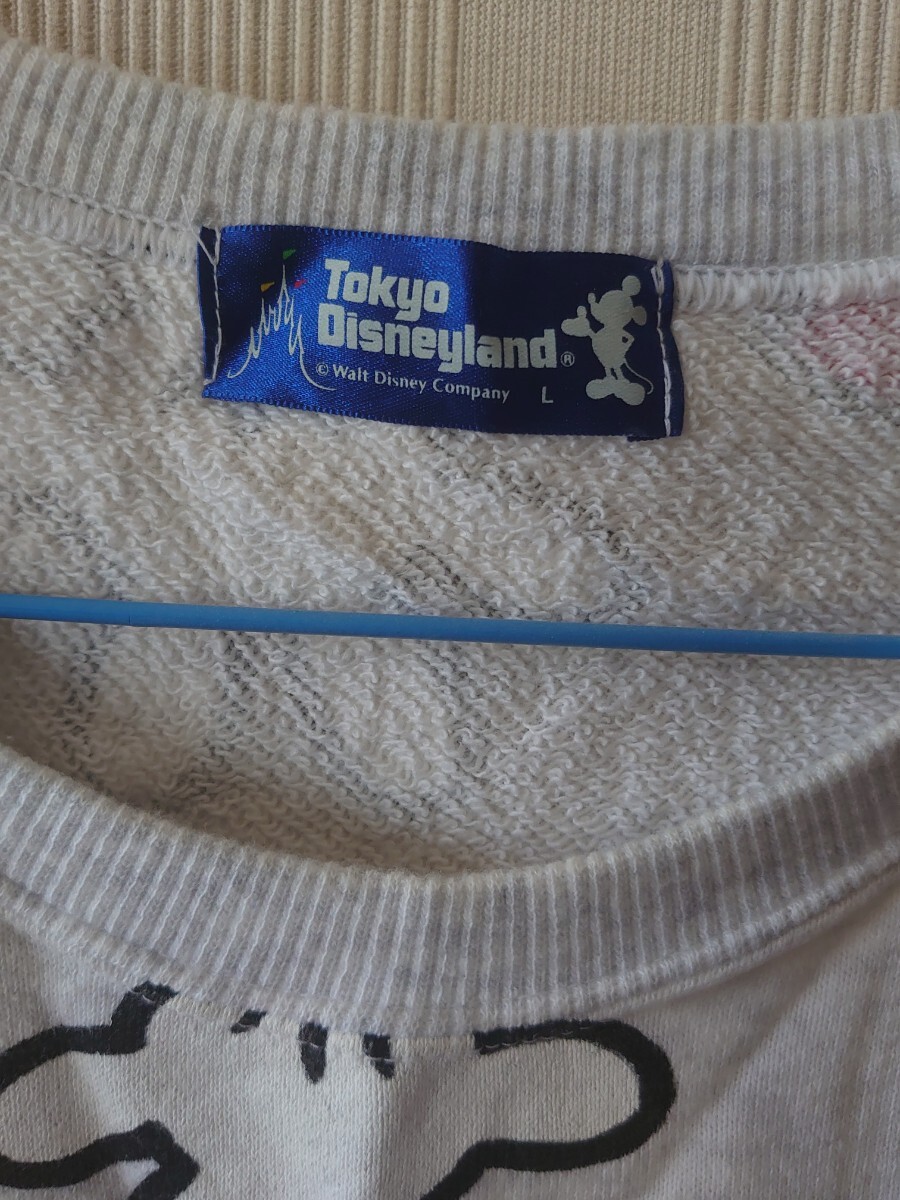 Tokyo
Disneyland®
© Walt Disney Company L